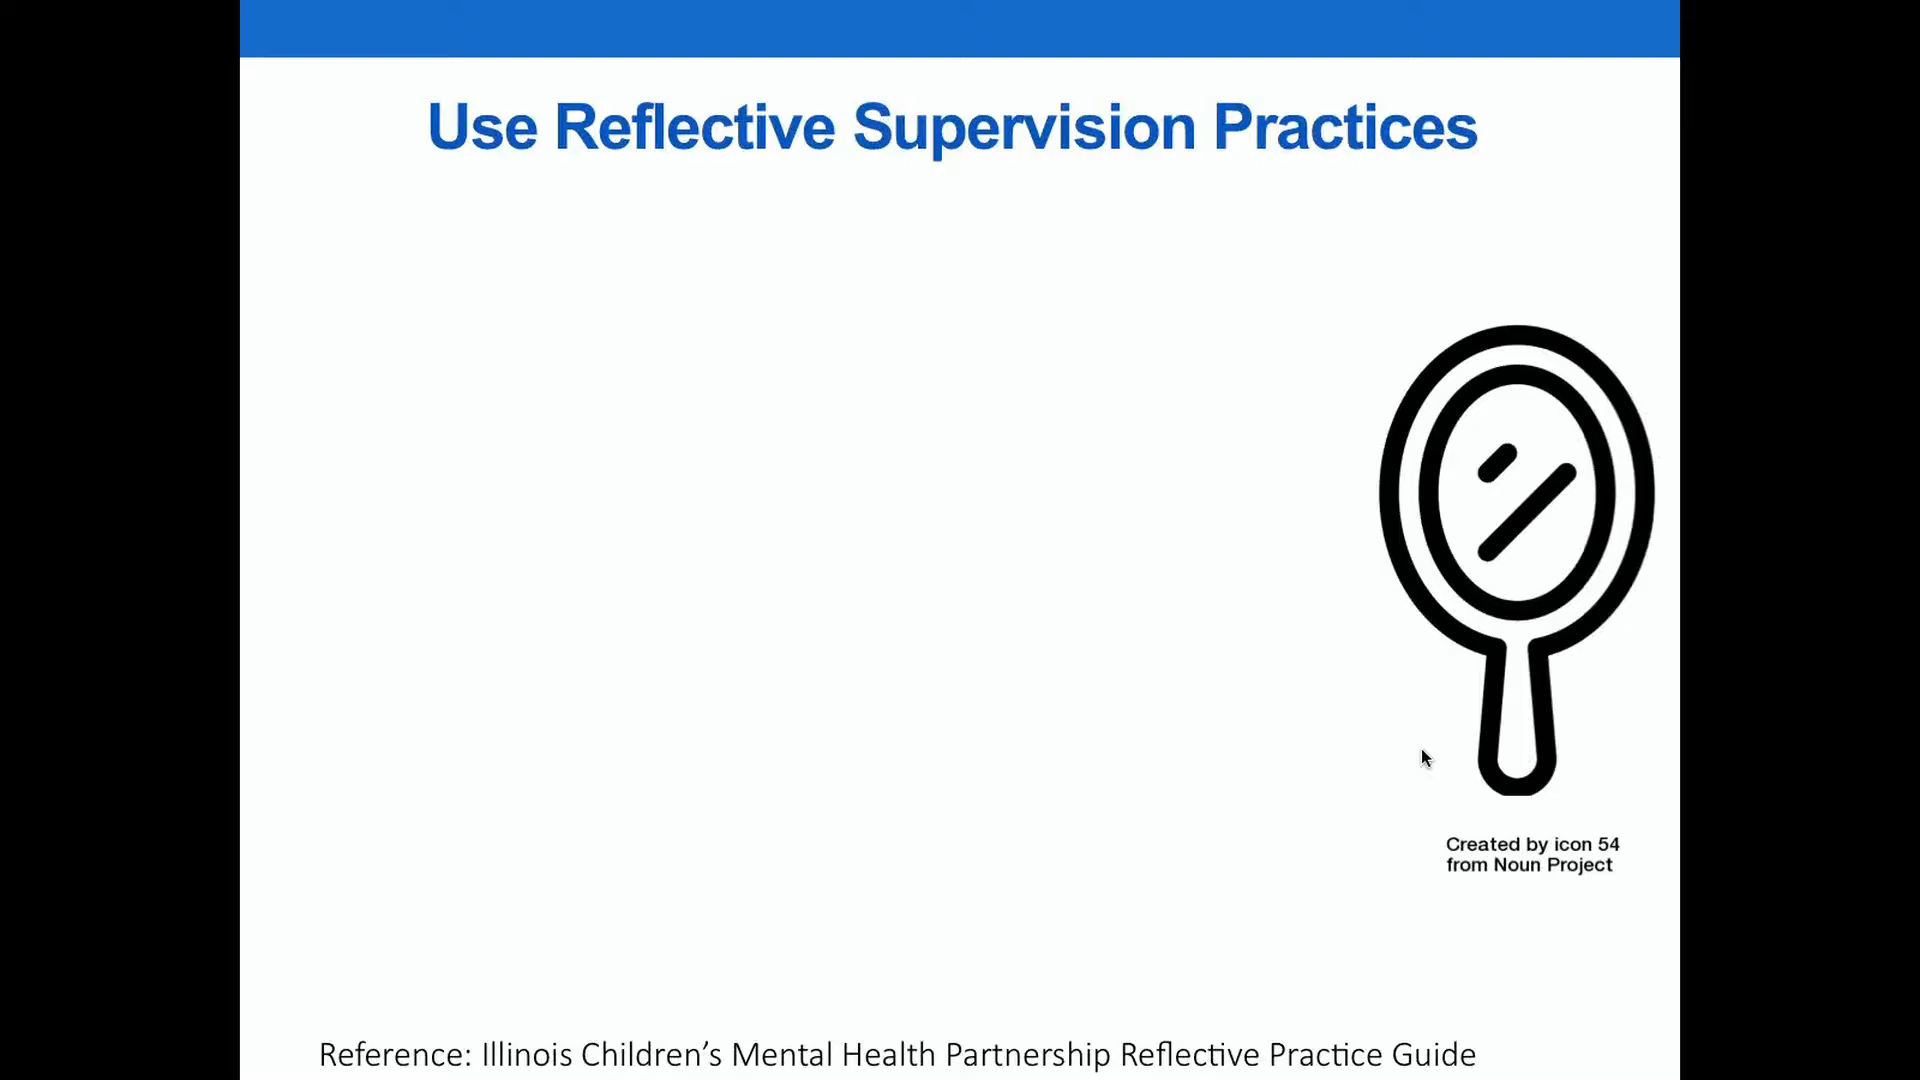 Use Reflective Supervision Practices
Created by icon 54
from Noun Project
Reference: Illinois Children’s Mental Health Partnership Reflective Practice Guide